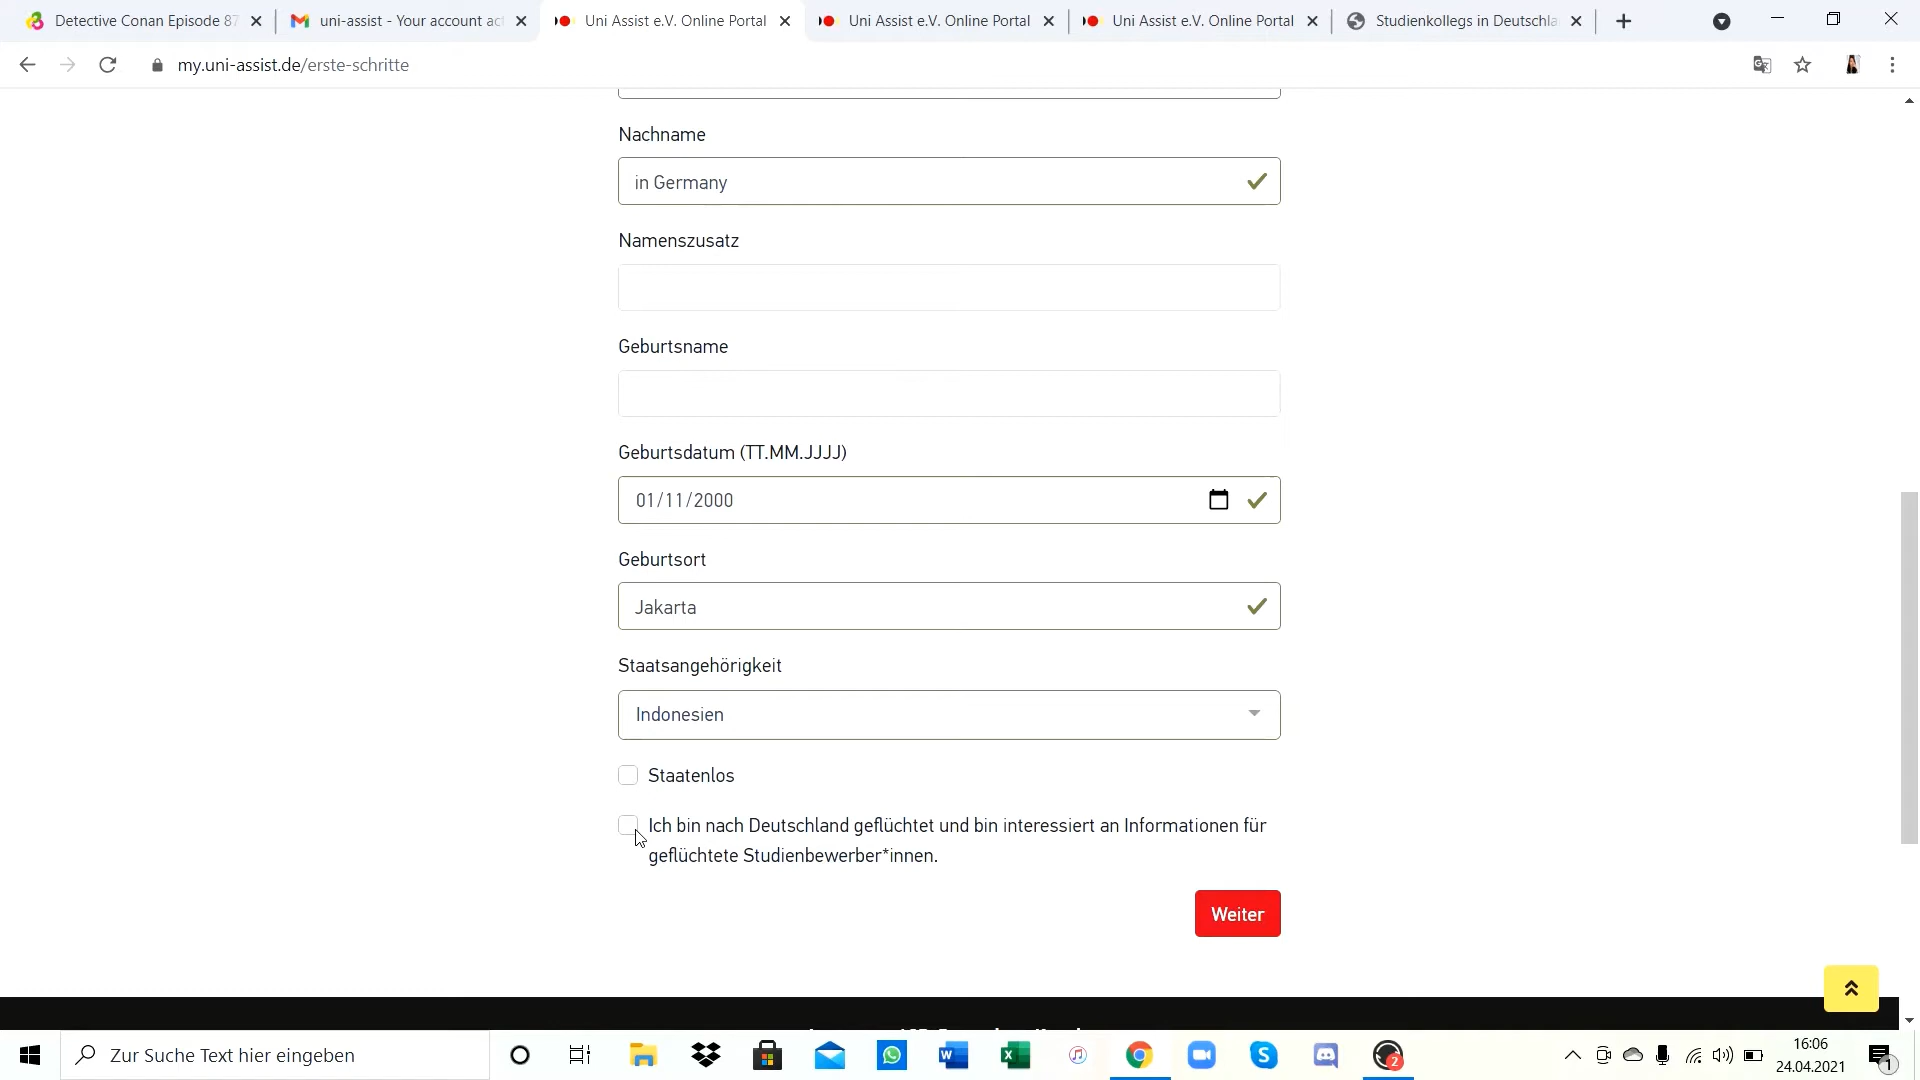 Detective Conan Episode 87
uni-assist - Your account ac
Uni Assist e.V. Online Portal
Uni Assist e.V. Online Portal
Uni Assist e.V. Online Portal
Studienkollegs in Deutschla
my.uni-assist.de/erste-schritte
Nachname
in Germany
Namenszusatz
Geburtsname
Geburtsdatum (TT.MM.JJJJ)
01/11/2000
Geburtsort
Jakarta
Staatsangehörigkeit
Indonesien
Staatenlos
Ich bin nach Deutschland geflüchtet und bin interessiert an Informationen für
geflüchtete Studienbewerber*innen.
Weiter
Zur Suche Text hier eingeben
2
16:06
24.04.2021
1